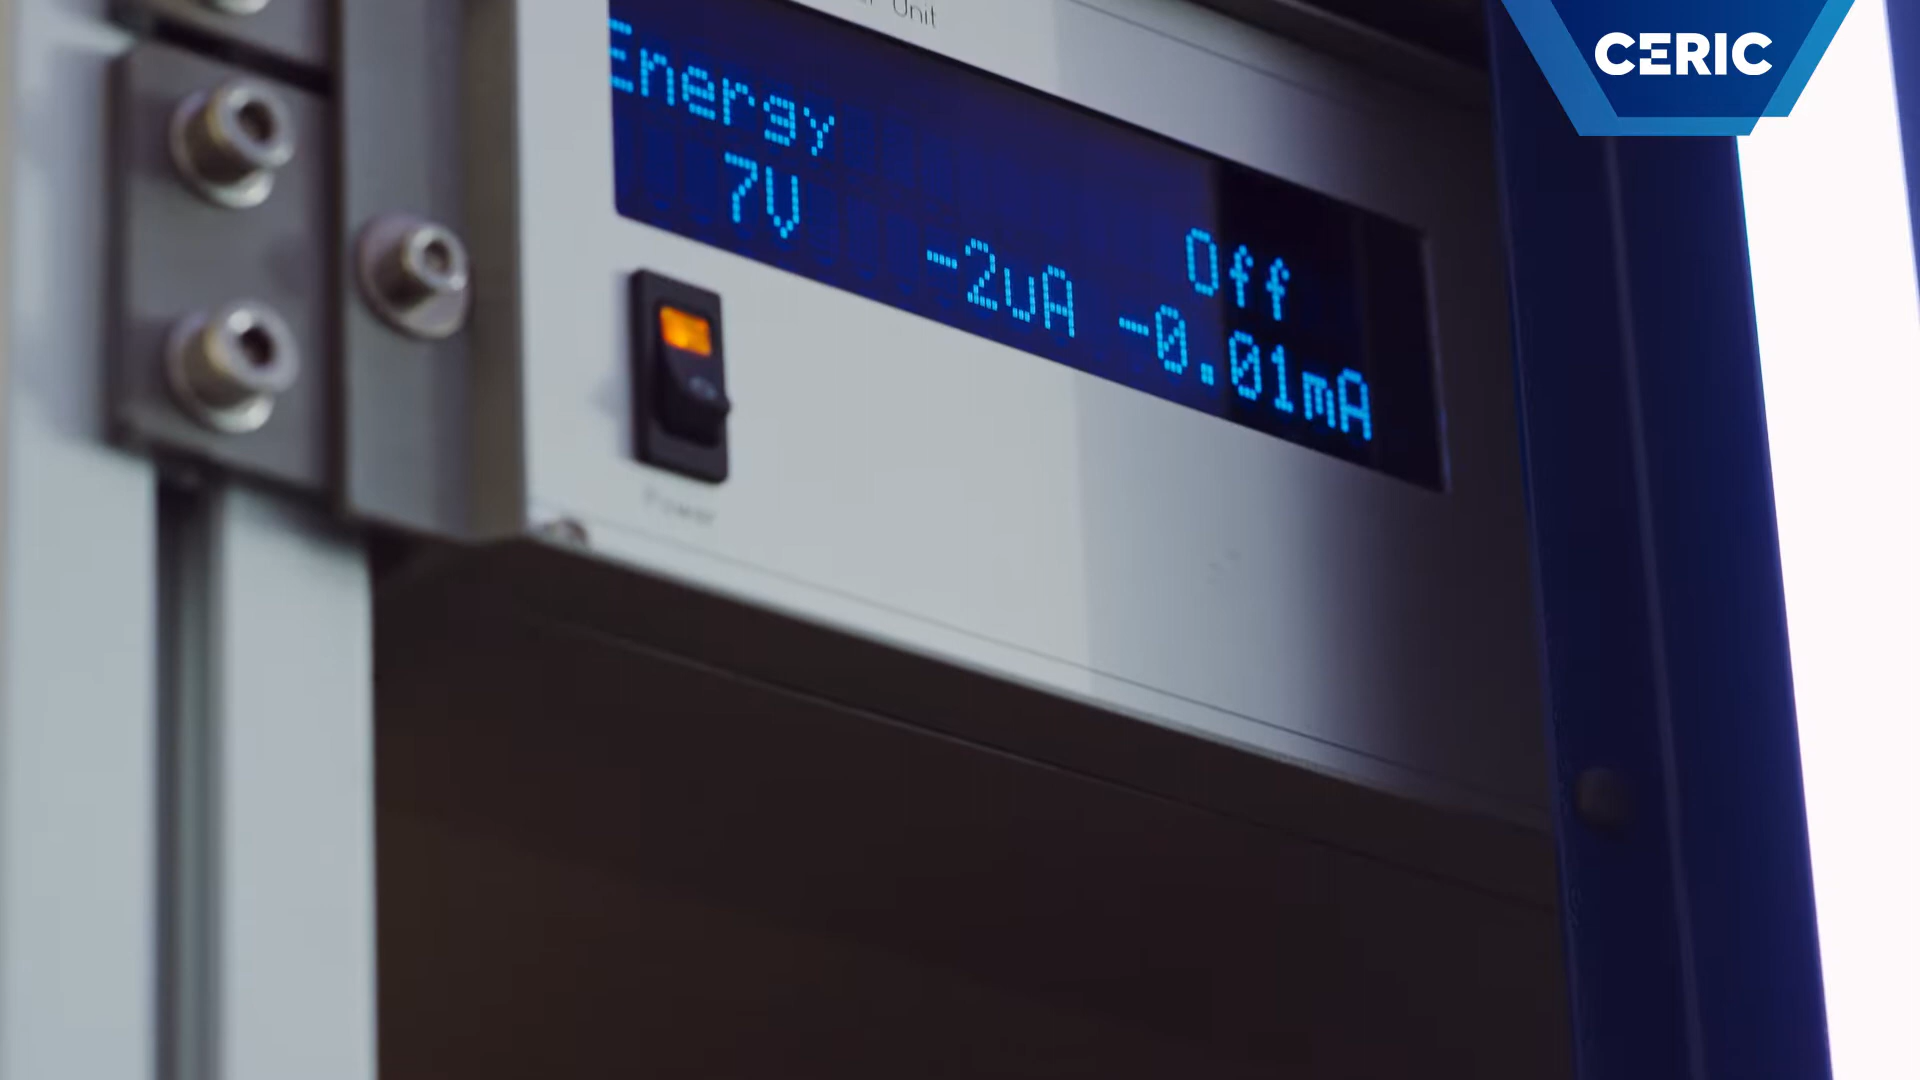 Unit
Energy Off
7V -2uA -0.01mA
Power
CERIC